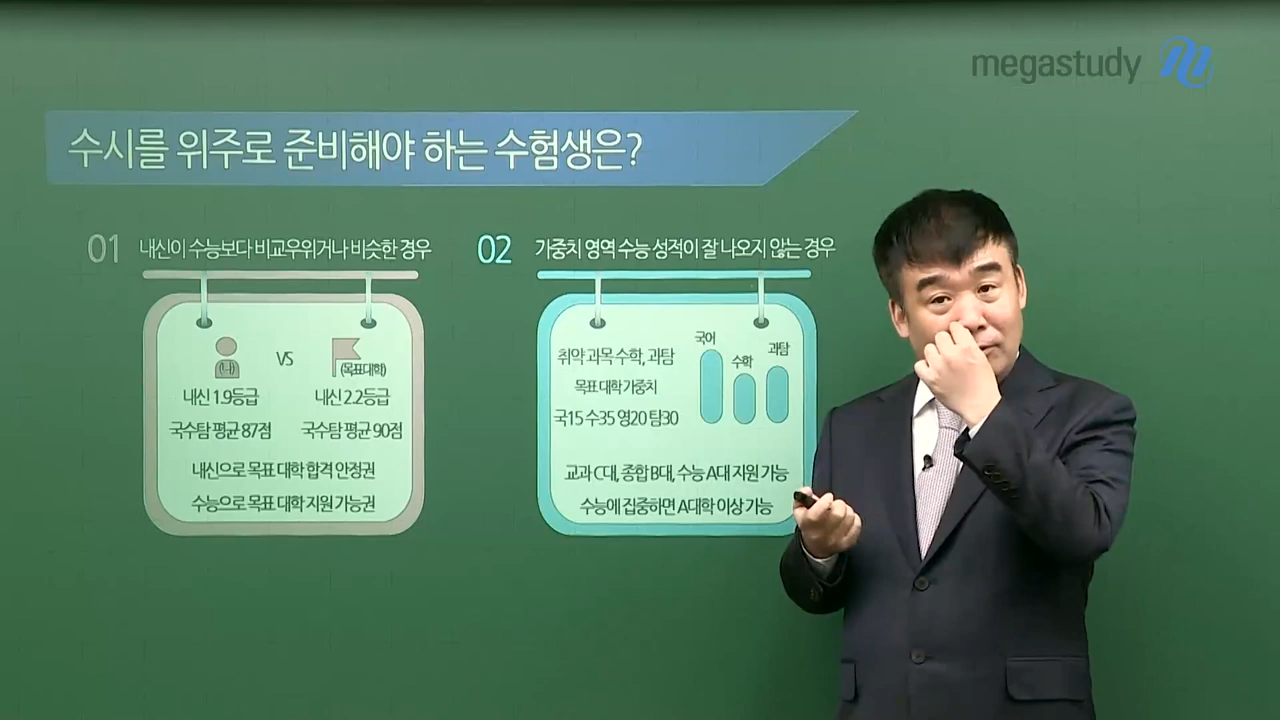 megastudy
수시를 위주로 준비해야 하는 수험생은?
01 내신이 수능보다 비교우위거나 비슷한 경우
VS
(목표대학)
내신 1.9등급 내신 2.2등급
국수탐 평균 87점 국수탐 평균 90점
내신으로 목표 대학 합격 안정권
수능으로 목표 대학 지원 가능권
02 가중치 영역 수능 성적이 잘 나오지 않는 경우
취약 과목 수학, 과탐
목표 대학 가중치
국15 수35 영20 탐30
국어 수학 과탐
교과 C대, 종합 B대, 수능 A대 지원 가능
수능에 집중하면 A대학 이상 가능